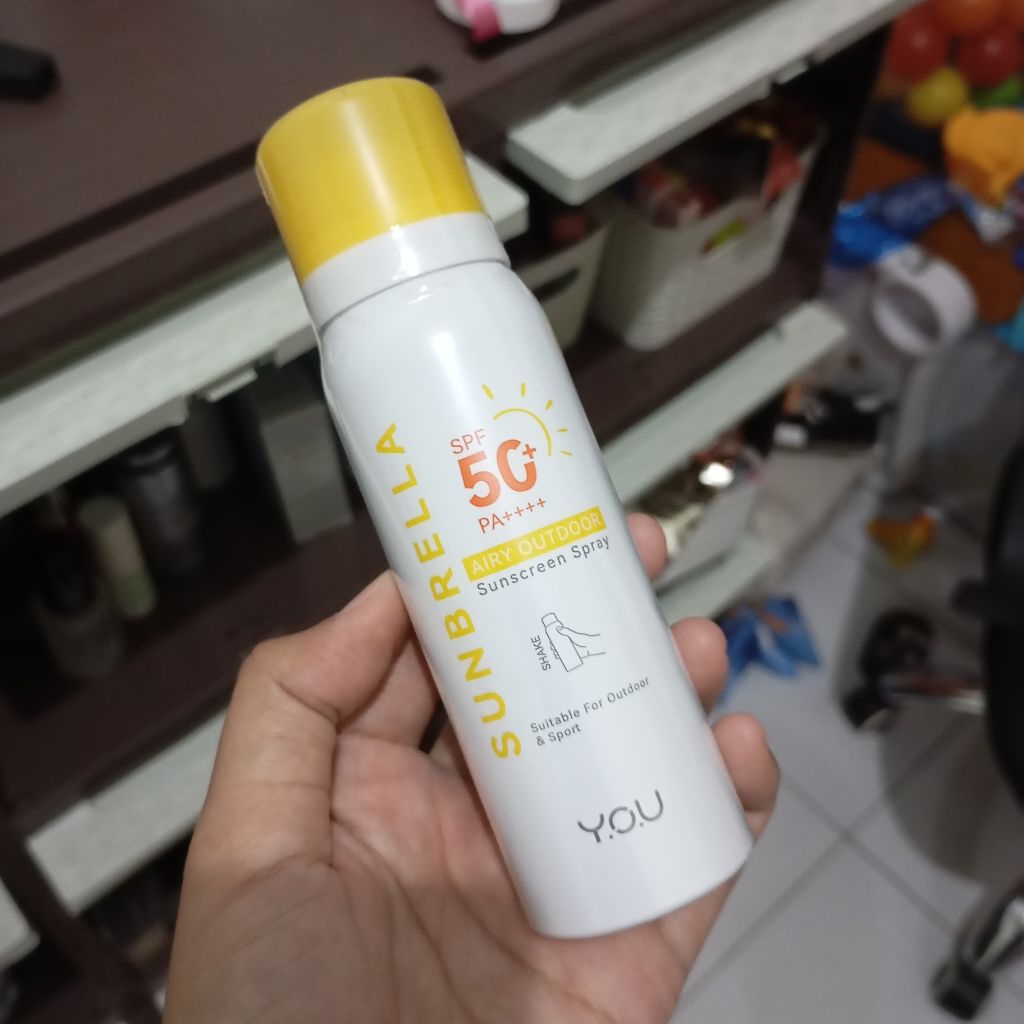 SUNBRELLA
SPF
50+
PA++++
AIRY OUTDOOR
Sunscreen Spray
SHAKE
Suitable For Outdoor
& Sport
Y.O.U